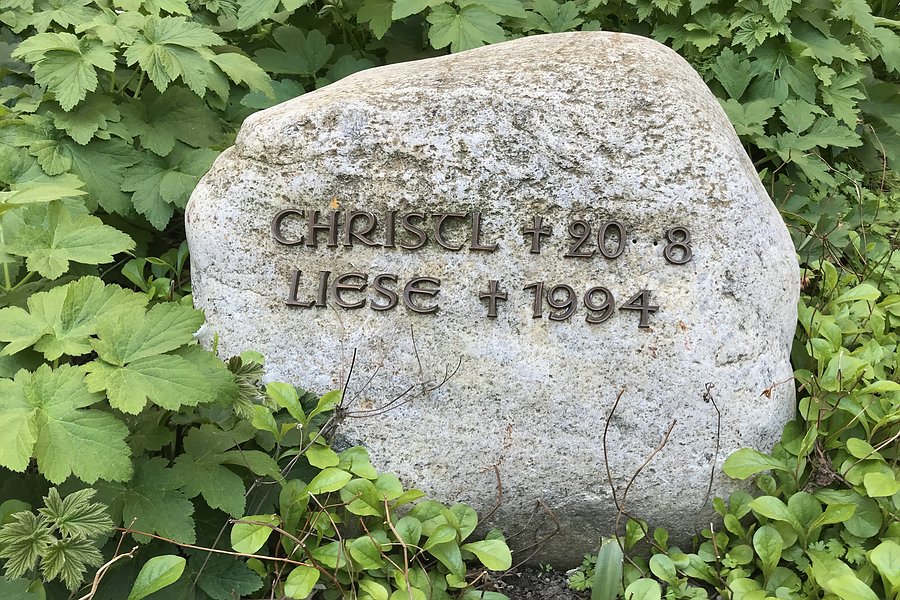 CHRISTL † 20 8
LIESE † 1994